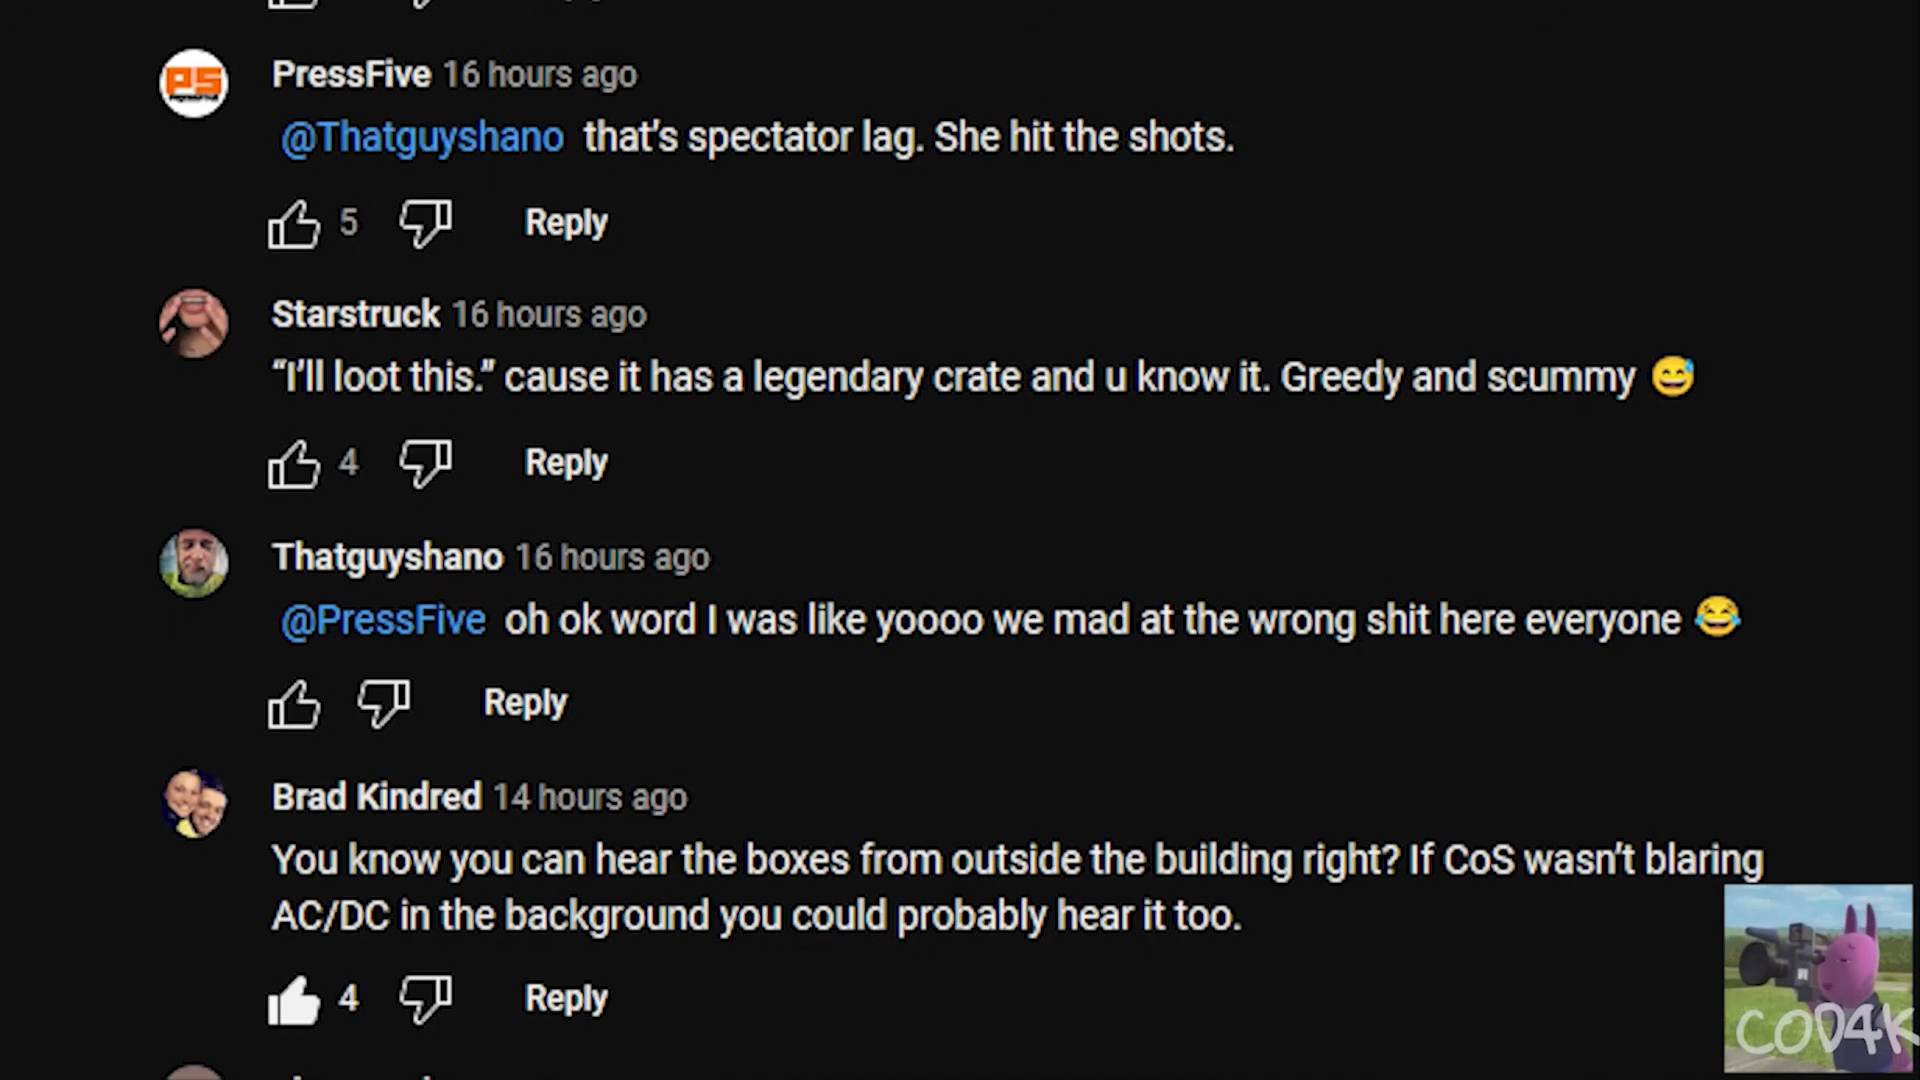 PressFive 16 hours ago
@Thatguyshano that's spectator lag. She hit the shots.
5 Reply
Starstruck 16 hours ago
“I'll loot this.” cause it has a legendary crate and u know it. Greedy and scummy 😅
4 Reply
Thatguyshano 16 hours ago
@PressFive oh ok word I was like yoooo we mad at the wrong shit here everyone 😂
Reply
Brad Kindred 14 hours ago
You know you can hear the boxes from outside the building right? If CoS wasn't blaring
AC/DC in the background you could probably hear it too.
4 Reply
COD4K